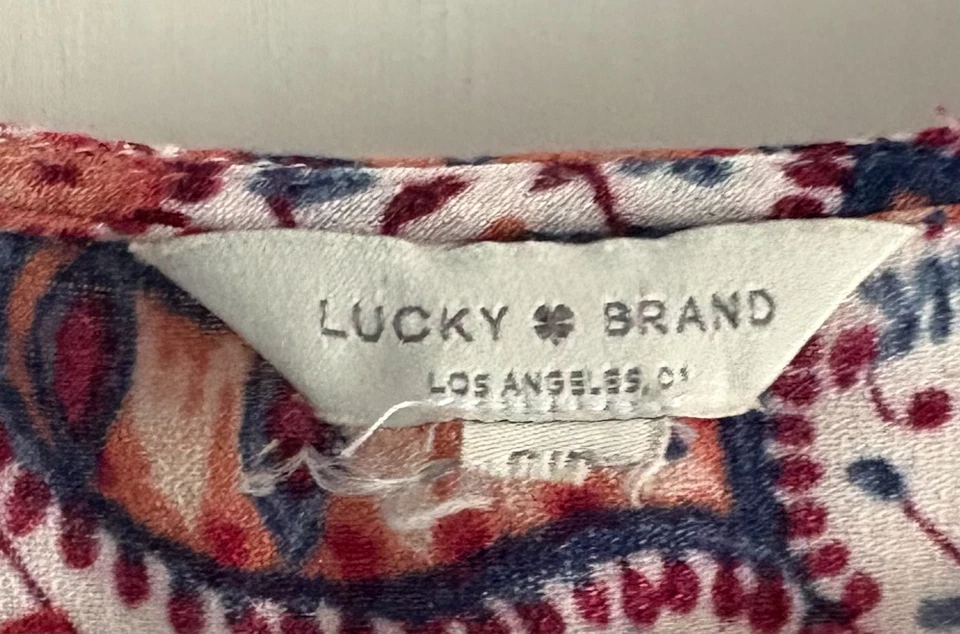 LUCKY BRAND
LOS ANGELES, CA